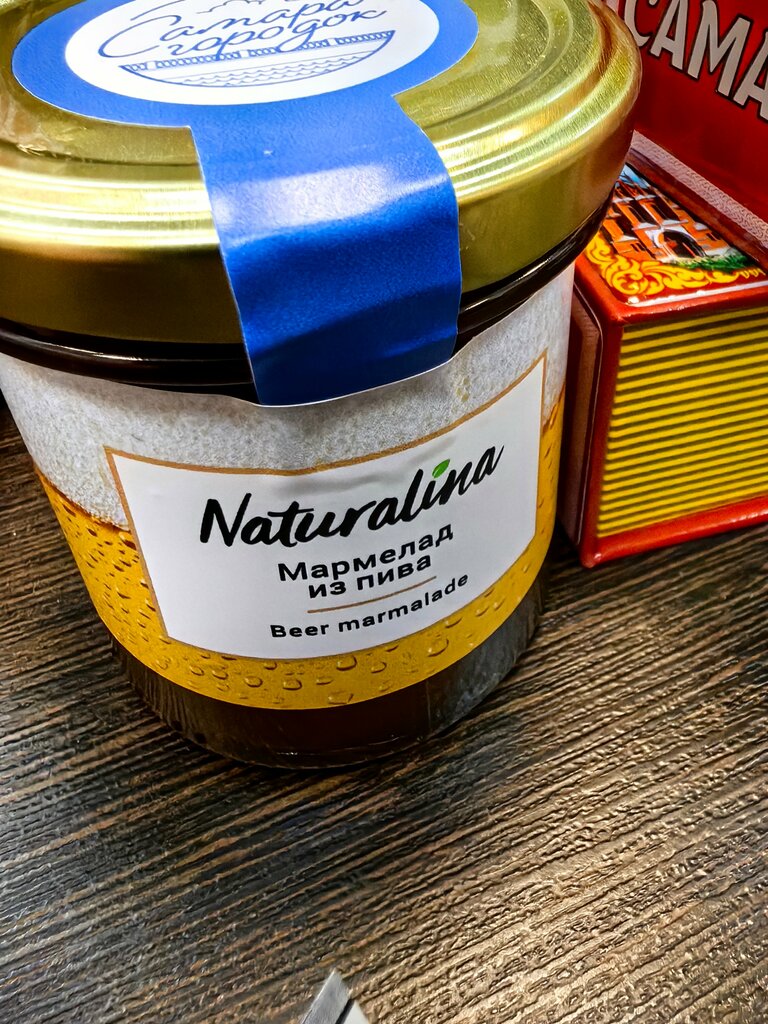 Самара
городок
САМА
Naturalina
Мармелад
из пива
Beer marmalade